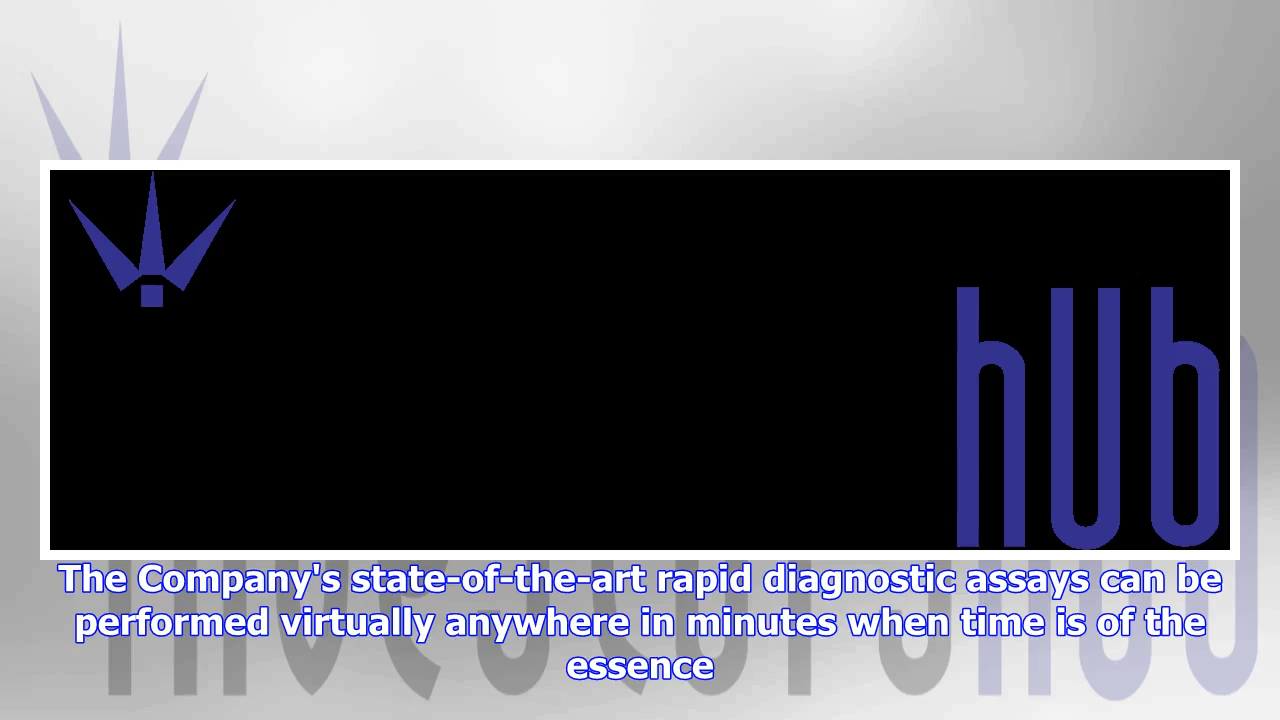 hUb
The Company's state-of-the-art rapid diagnostic assays can be
performed virtually anywhere in minutes when time is of the
essence